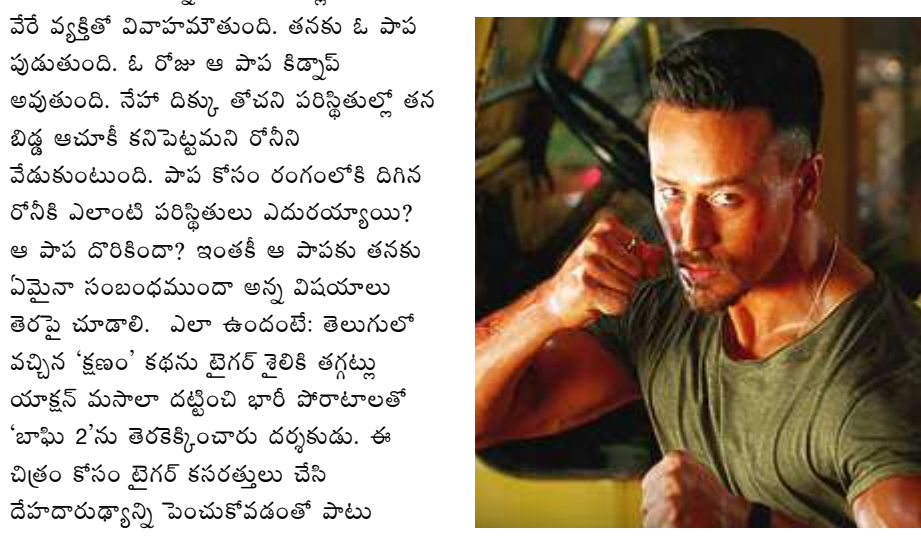 వేరే వ్యక్తితో వివాహమౌతుంది. తనకు ఓ పాప
పుడుతుంది. ఓ రోజు ఆ పాప కిడ్నాప్
అవుతుంది. నేహా దిక్కు తోచని పరిస్థితుల్లో తన
బిడ్డ ఆచూకీ కనిపెట్టమని రోనీని
వేడుకుంటుంది. పాప కోసం రంగంలోకి దిగిన
రోనీకి ఎలాంటి పరిస్థితులు ఎదురయ్యాయి?
ఆ పాప దొరికిందా? ఇంతకీ ఆ పాపకు తనకు
ఏమైనా సంబంధముందా అన్న విషయాలు
తెరపై చూడాలి. ఎలా ఉందంటే: తెలుగులో
వచ్చిన ‘క్షణం’ కథను టైగర్ శైలికి తగ్గట్లు
యాక్షన్ మసాలా దట్టించి భారీ పోరాటాలతో
‘బాఘి 2’ను తెరకెక్కించారు దర్శకుడు. ఈ
చిత్రం కోసం టైగర్ కసరత్తులు చేసి
దేహదారుఢ్యాన్ని పెంచుకోవడంతో పాటు